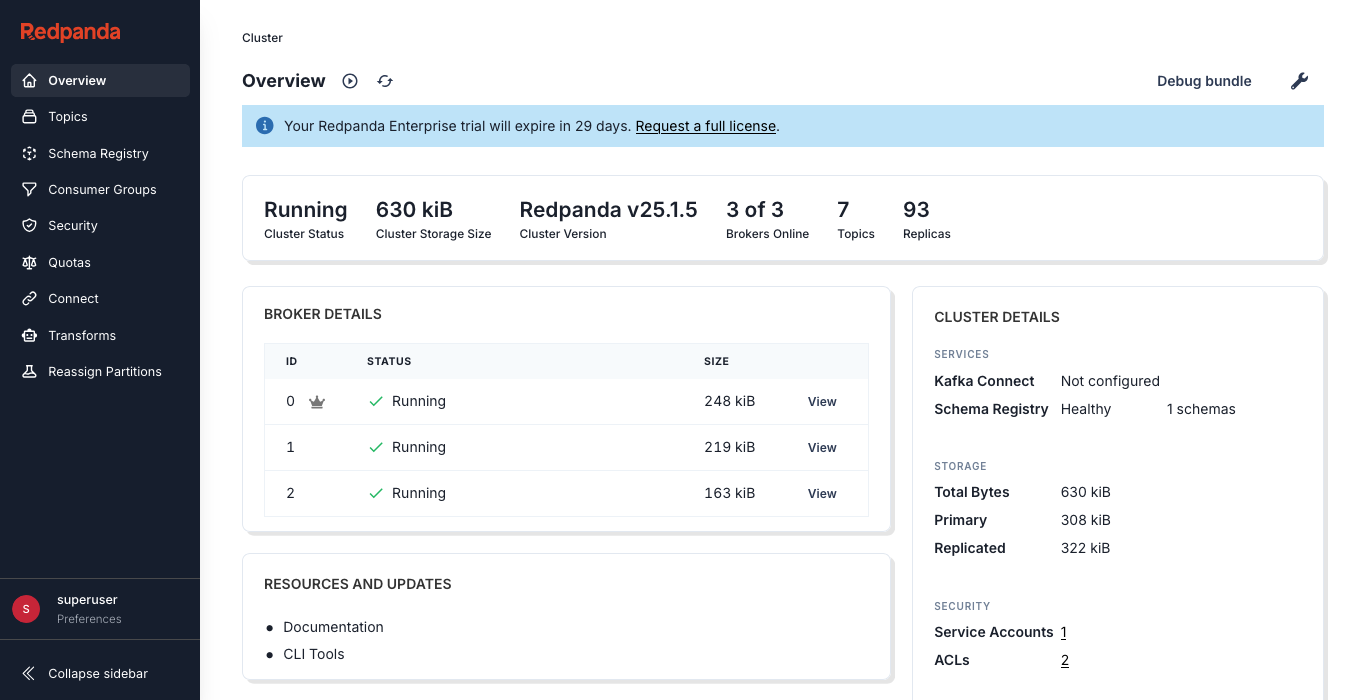 Redpanda
Overview
Topics
Schema Registry
Consumer Groups
Security
Quotas
Connect
Transforms
Reassign Partitions
S
superuser
Preferences
Collapse sidebar
Cluster
Overview
Debug bundle
Your Redpanda Enterprise trial will expire in 29 days. Request a full license.
Running 630 kiB Redpanda v25.1.5 3 of 3 7 93
Cluster Status Cluster Storage Size Cluster Version Brokers Online Topics Replicas
BROKER DETAILS
ID STATUS SIZE
0 Running 248 kiB View
1 Running 219 kiB View
2 Running 163 kiB View
RESOURCES AND UPDATES
Documentation
CLI Tools
CLUSTER DETAILS
SERVICES
Kafka Connect Not configured
Schema Registry Healthy 1 schemas
STORAGE
Total Bytes 630 kiB
Primary 308 kiB
Replicated 322 kiB
SECURITY
Service Accounts 1
ACLs 2